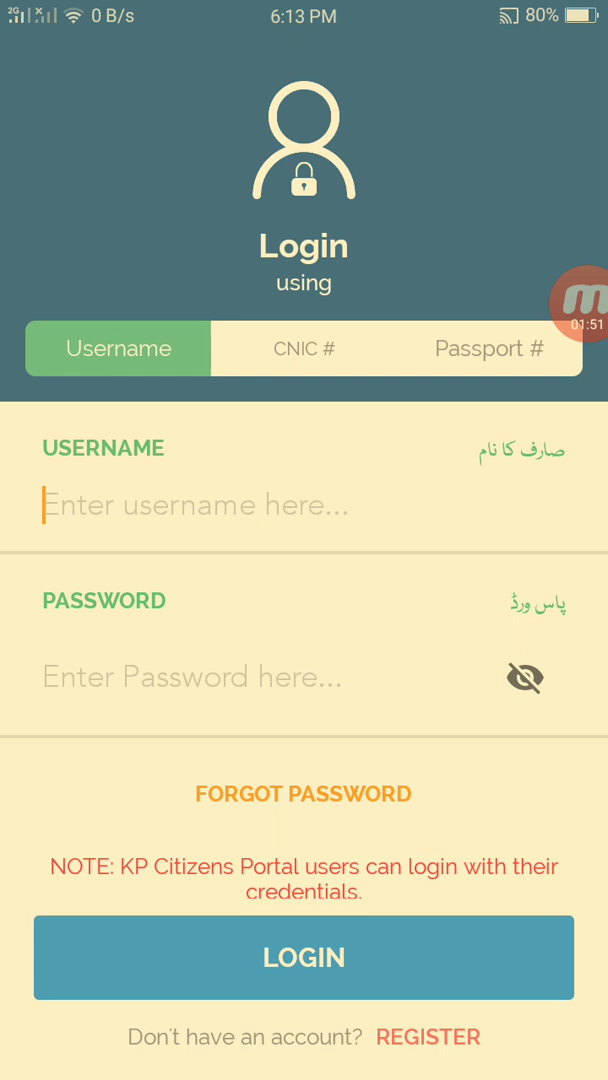 2G 0 B/s 6:13 PM 80%
Login
using
01:51
Username CNIC # Passport #
USERNAME صارف کا نام
Enter username here...
PASSWORD پاس ورڈ
Enter Password here...
FORGOT PASSWORD
NOTE: KP Citizens Portal users can login with their
credentials.
LOGIN
Don't have an account? REGISTER